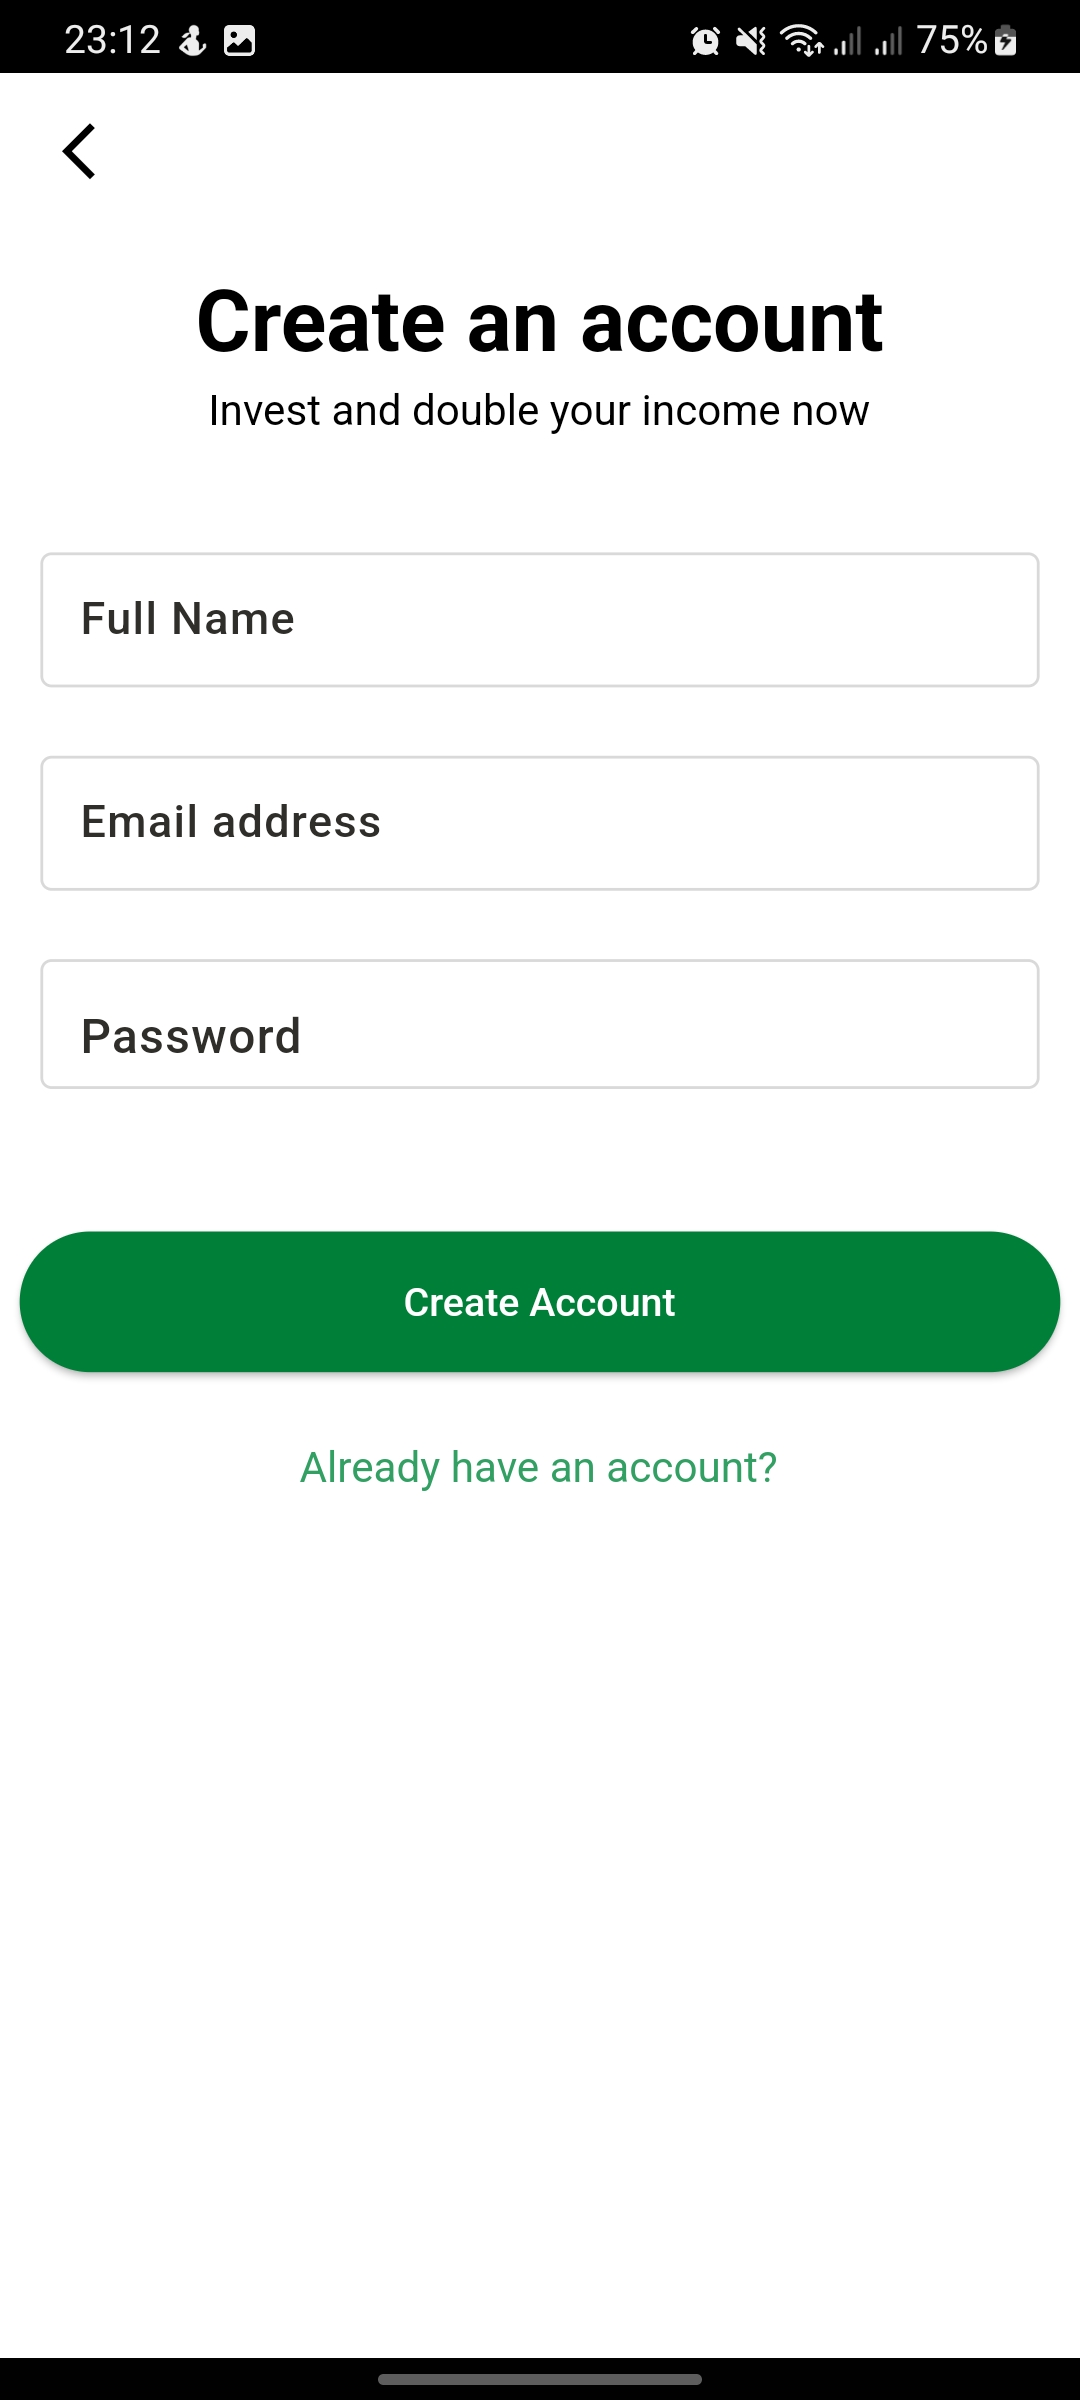 23:12
75%
Create an account
Invest and double your income now
Full Name
Email address
Password
Create Account
Already have an account?